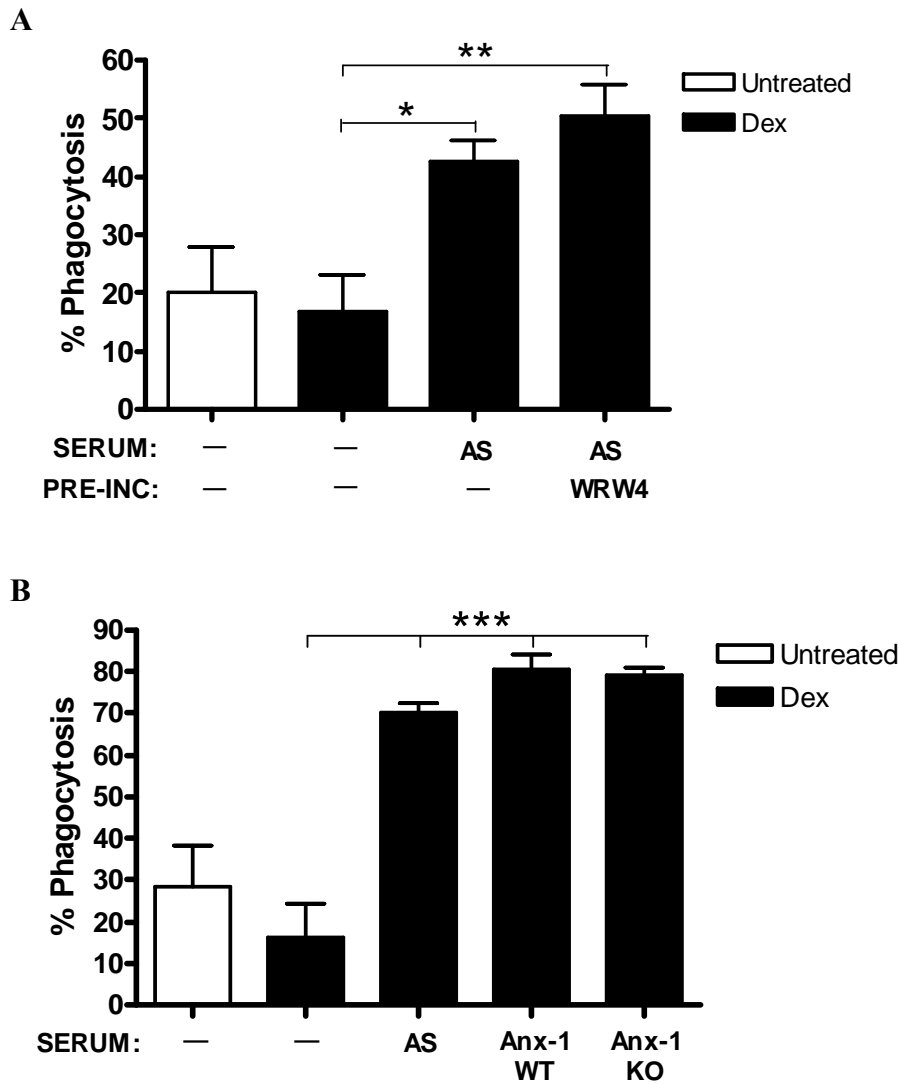 A
**
*
Untreated
Dex
60
50
40
30
20
10
0
% Phagocytosis
SERUM: — — AS AS
PRE-INC: — — — WRW4
B
***
Untreated
Dex
90
80
70
60
50
40
30
20
10
0
% Phagocytosis
SERUM: — — AS Anx-1 Anx-1
WT KO